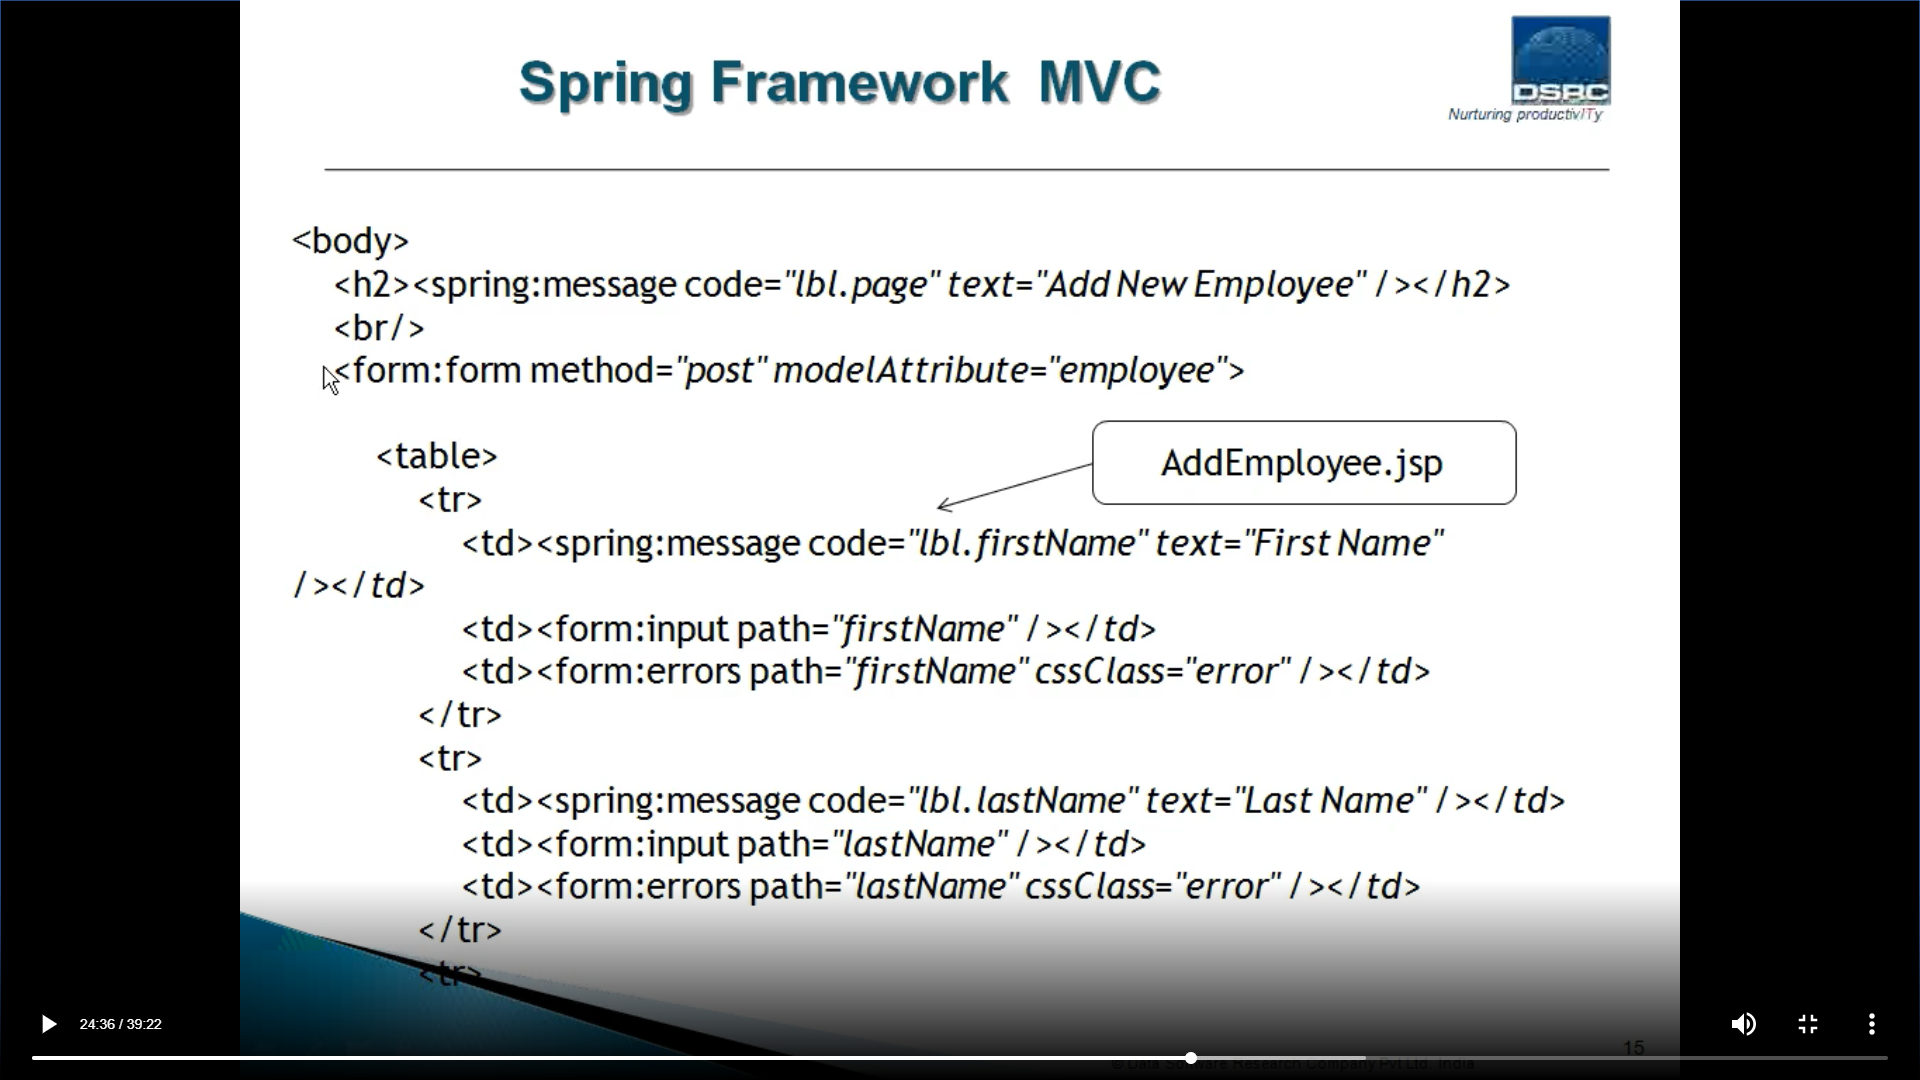 Spring Framework MVC
DSRC
Nurturing productivITy
<body>
<h2><spring:message code="lbl.page" text="Add New Employee" /></h2>
<br/>
<form:form method="post" modelAttribute="employee">
AddEmployee.jsp
<table>
<tr>
<td><spring:message code="lbl.firstName" text="First Name"
/></td>
<td><form:input path="firstName" /></td>
<td><form:errors path="firstName" cssClass="error" /></td>
</tr>
<tr>
<td><spring:message code="lbl.lastName" text="Last Name" /></td>
<td><form:input path="lastName" /></td>
<td><form:errors path="lastName" cssClass="error" /></td>
</tr>
<tr>
24:36 / 39:22
15
© Data Software Research Company Pvt Ltd. India